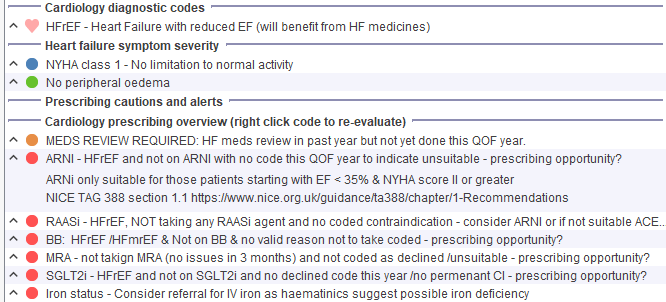 Cardiology diagnostic codes
HFrEF - Heart Failure with reduced EF (will benefit from HF medicines)
Heart failure symptom severity
NYHA class 1 - No limitation to normal activity
No peripheral oedema
Prescribing cautions and alerts
Cardiology prescribing overview (right click code to re-evaluate)
MEDS REVIEW REQUIRED: HF meds review in past year but not yet done this QOF year.
ARNI - HFrEF and not on ARNI with no code this QOF year to indicate unsuitable - prescribing opportunity?
ARNi only suitable for those patients starting with EF < 35% & NYHA score II or greater
NICE TAG 388 section 1.1 https://www.nice.org.uk/guidance/ta388/chapter/1-Recommendations
RAASi - HFrEF, NOT taking any RAASi agent and no coded contraindication - consider ARNI or if not suitable ACE...
BB:  HFrEF /HFmrEF & Not on BB & no valid reason not to take coded - prescribing opportunity?
MRA - not takign MRA (no issues in 3 months) and not coded as declined /unsuitable - prescribing opportunity?
SGLT2i - HFrEF and not on SGLT2i and no declined code this year /no permenant CI - prescribing opportunity?
Iron status - Consider referral for IV iron as haematinics suggest possible iron deficiency